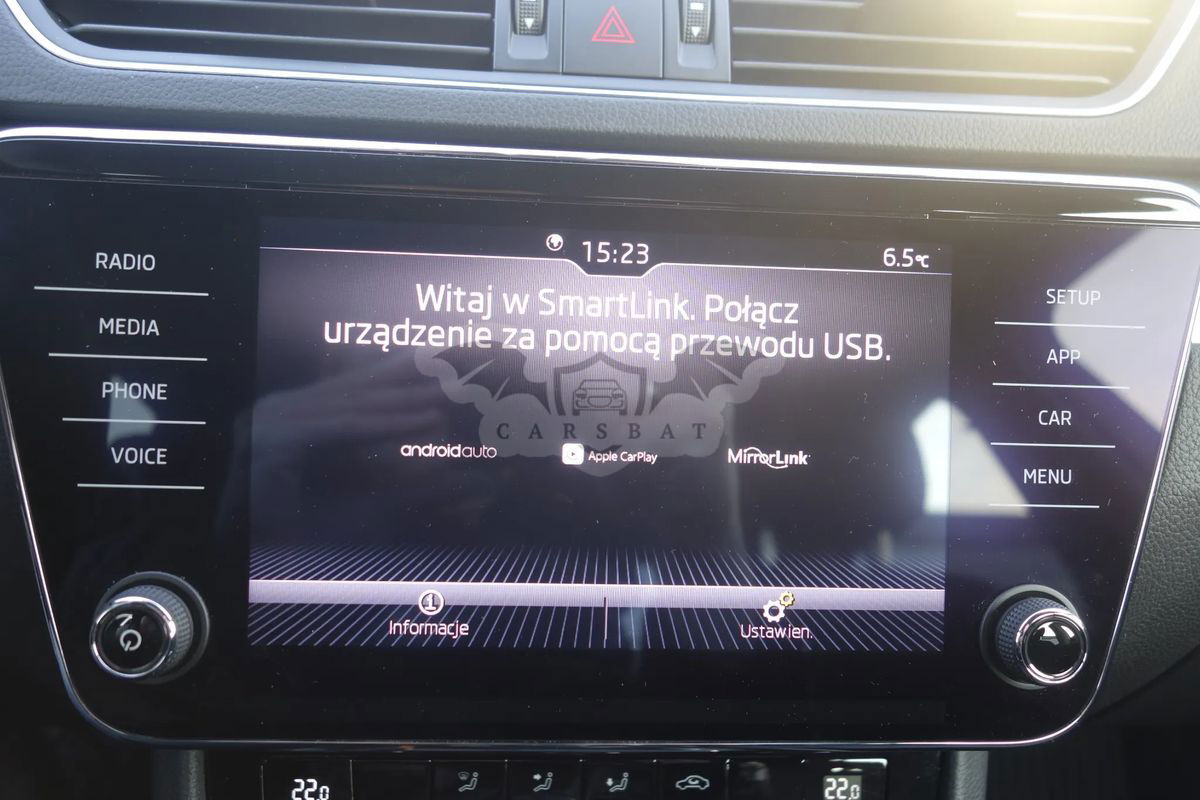 15:23
6.5°C
RADIO
MEDIA
PHONE
VOICE
Witaj w SmartLink. Połącz
urządzenie za pomocą przewodu USB.
CARSBAT
androidauto
Apple CarPlay
MirrorLink
SETUP
APP
CAR
MENU
Informacje
Ustawien.
22.0
22.0